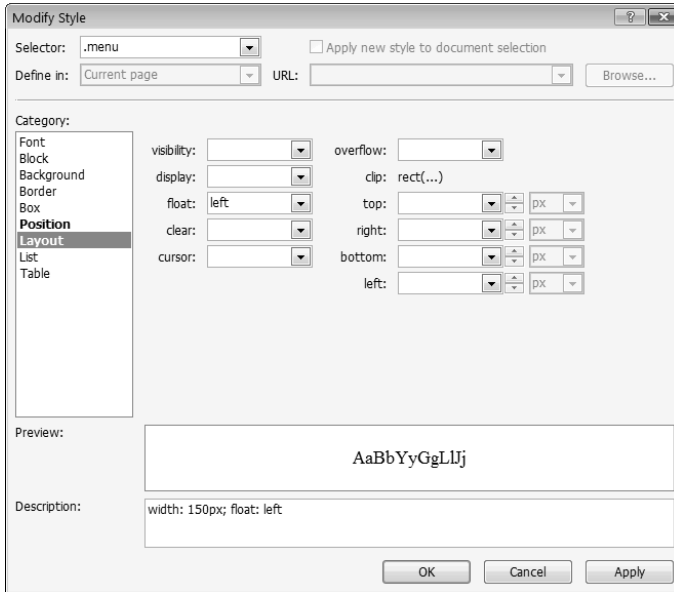 Modify Style
Selector: .menu Apply new style to document selection
Define in: Current page URL: Browse...
Category:
Font
Block
Background
Border
Box
Position
Layout
List
Table
visibility: overflow:
display: clip: rect(...)
float: left top: px
clear: right: px
cursor: bottom: px
left: px
Preview:
AaBbYyGgLlJj
Description: width: 150px; float: left
OK Cancel Apply